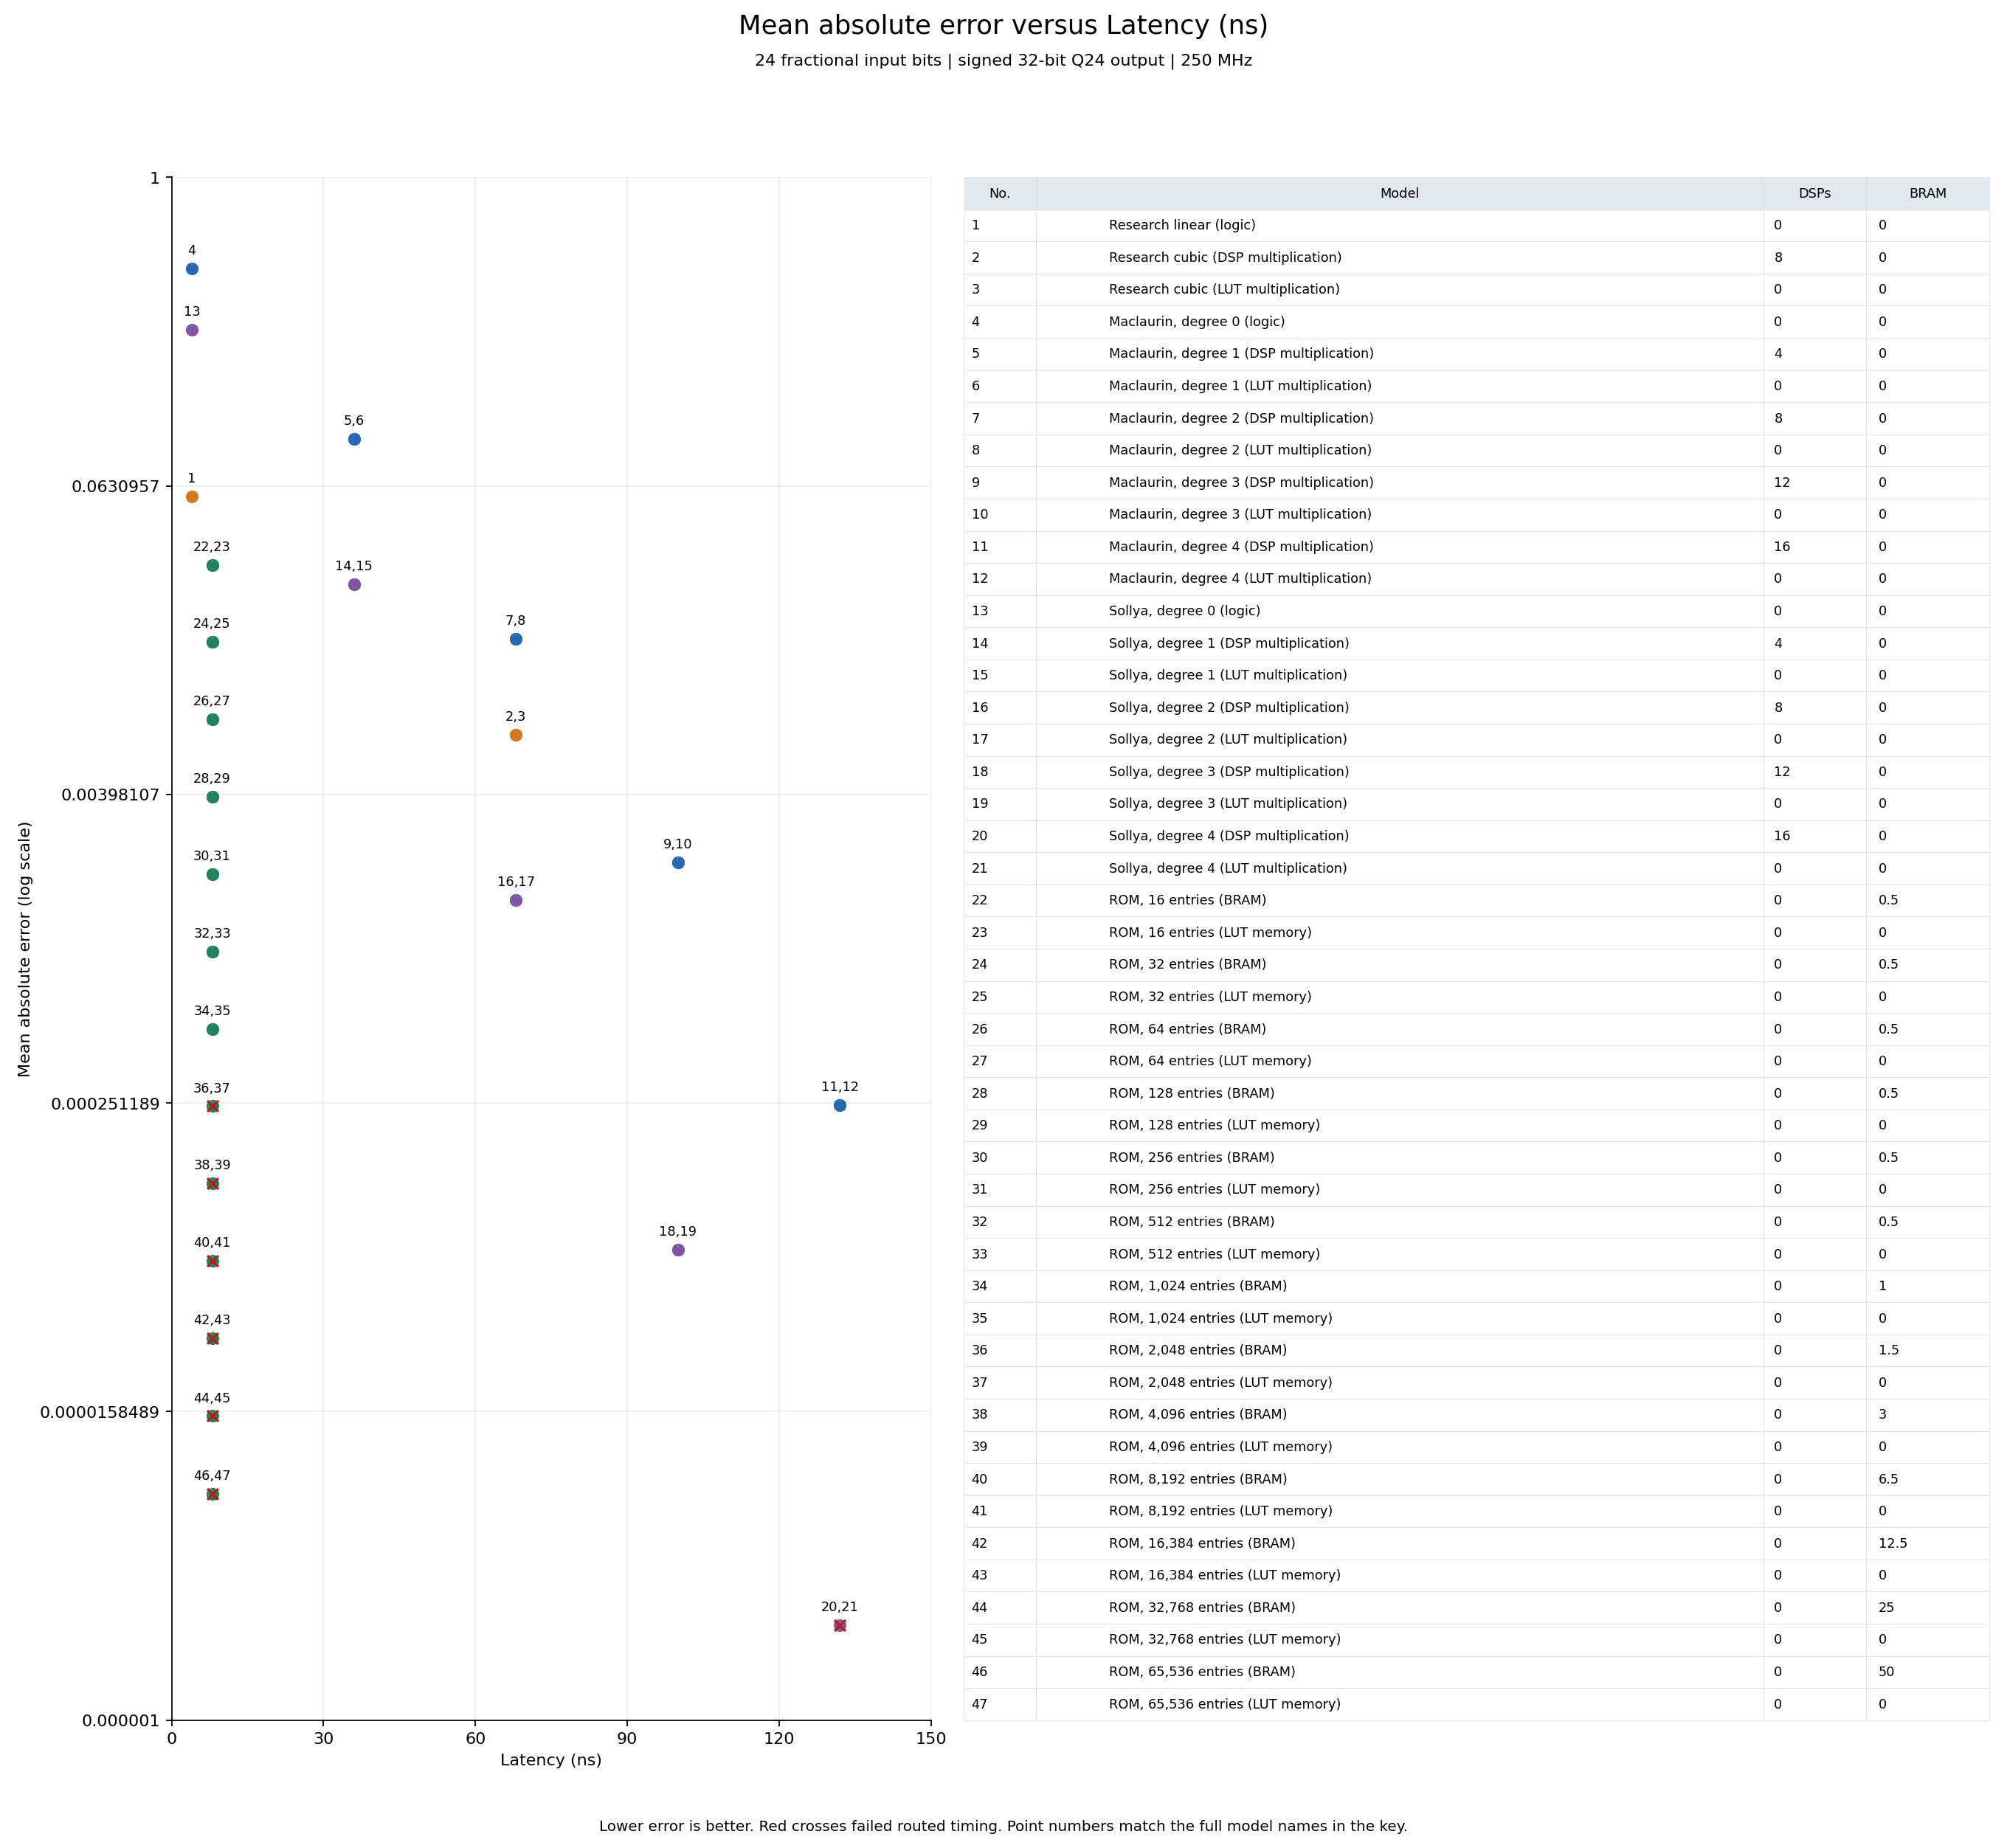 Mean absolute error versus Latency (ns)
24 fractional input bits | signed 32-bit Q24 output | 250 MHz
Mean absolute error (log scale)
1
0.0630957
0.00398107
0.000251189
0.0000158489
0.000001
4
13
5,6
1
22,23
14,15
7,8
24,25
26,27
2,3
28,29
9,10
30,31
16,17
32,33
34,35
36,37
11,12
38,39
18,19
40,41
42,43
44,45
46,47
20,21
0 30 60 90 120 150
Latency (ns)
No. Model DSPs BRAM
1 Research linear (logic) 0 0
2 Research cubic (DSP multiplication) 8 0
3 Research cubic (LUT multiplication) 0 0
4 Maclaurin, degree 0 (logic) 0 0
5 Maclaurin, degree 1 (DSP multiplication) 4 0
6 Maclaurin, degree 1 (LUT multiplication) 0 0
7 Maclaurin, degree 2 (DSP multiplication) 8 0
8 Maclaurin, degree 2 (LUT multiplication) 0 0
9 Maclaurin, degree 3 (DSP multiplication) 12 0
10 Maclaurin, degree 3 (LUT multiplication) 0 0
11 Maclaurin, degree 4 (DSP multiplication) 16 0
12 Maclaurin, degree 4 (LUT multiplication) 0 0
13 Sollya, degree 0 (logic) 0 0
14 Sollya, degree 1 (DSP multiplication) 4 0
15 Sollya, degree 1 (LUT multiplication) 0 0
16 Sollya, degree 2 (DSP multiplication) 8 0
17 Sollya, degree 2 (LUT multiplication) 0 0
18 Sollya, degree 3 (DSP multiplication) 12 0
19 Sollya, degree 3 (LUT multiplication) 0 0
20 Sollya, degree 4 (DSP multiplication) 16 0
21 Sollya, degree 4 (LUT multiplication) 0 0
22 ROM, 16 entries (BRAM) 0 0.5
23 ROM, 16 entries (LUT memory) 0 0
24 ROM, 32 entries (BRAM) 0 0.5
25 ROM, 32 entries (LUT memory) 0 0
26 ROM, 64 entries (BRAM) 0 0.5
27 ROM, 64 entries (LUT memory) 0 0
28 ROM, 128 entries (BRAM) 0 0.5
29 ROM, 128 entries (LUT memory) 0 0
30 ROM, 256 entries (BRAM) 0 0.5
31 ROM, 256 entries (LUT memory) 0 0
32 ROM, 512 entries (BRAM) 0 0.5
33 ROM, 512 entries (LUT memory) 0 0
34 ROM, 1,024 entries (BRAM) 0 1
35 ROM, 1,024 entries (LUT memory) 0 0
36 ROM, 2,048 entries (BRAM) 0 1.5
37 ROM, 2,048 entries (LUT memory) 0 0
38 ROM, 4,096 entries (BRAM) 0 3
39 ROM, 4,096 entries (LUT memory) 0 0
40 ROM, 8,192 entries (BRAM) 0 6.5
41 ROM, 8,192 entries (LUT memory) 0 0
42 ROM, 16,384 entries (BRAM) 0 12.5
43 ROM, 16,384 entries (LUT memory) 0 0
44 ROM, 32,768 entries (BRAM) 0 25
45 ROM, 32,768 entries (LUT memory) 0 0
46 ROM, 65,536 entries (BRAM) 0 50
47 ROM, 65,536 entries (LUT memory) 0 0
Lower error is better. Red crosses failed routed timing. Point numbers match the full model names in the key.